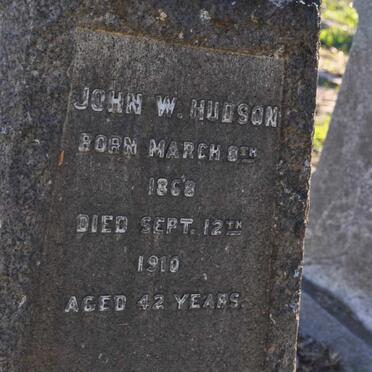 JOHN W. HUDSON
BORN MARCH 8TH
1868
DIED SEPT. 12TH
1910
AGED 42 YEARS.